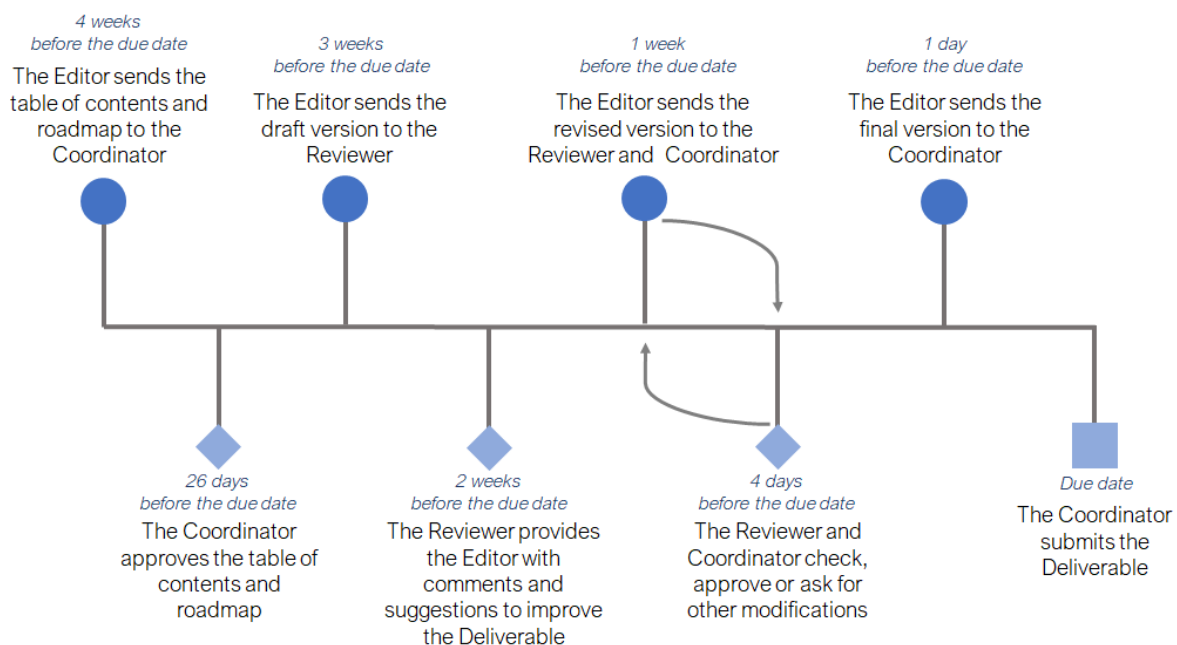 4 weeks
before the due date
The Editor sends the
table of contents and
roadmap to the
Coordinator
3 weeks
before the due date
The Editor sends the
draft version to the
Reviewer
1 week
before the due date
The Editor sends the
revised version to the
Reviewer and Coordinator
1 day
before the due date
The Editor sends the
final version to the
Coordinator
26 days
before the due date
The Coordinator
approves the table of
contents and
roadmap
2 weeks
before the due date
The Reviewer provides
the Editor with
comments and
suggestions to improve
the Deliverable
4 days
before the due date
The Reviewer and
Coordinator check,
approve or ask for
other modifications
Due date
The Coordinator
submits the
Deliverable